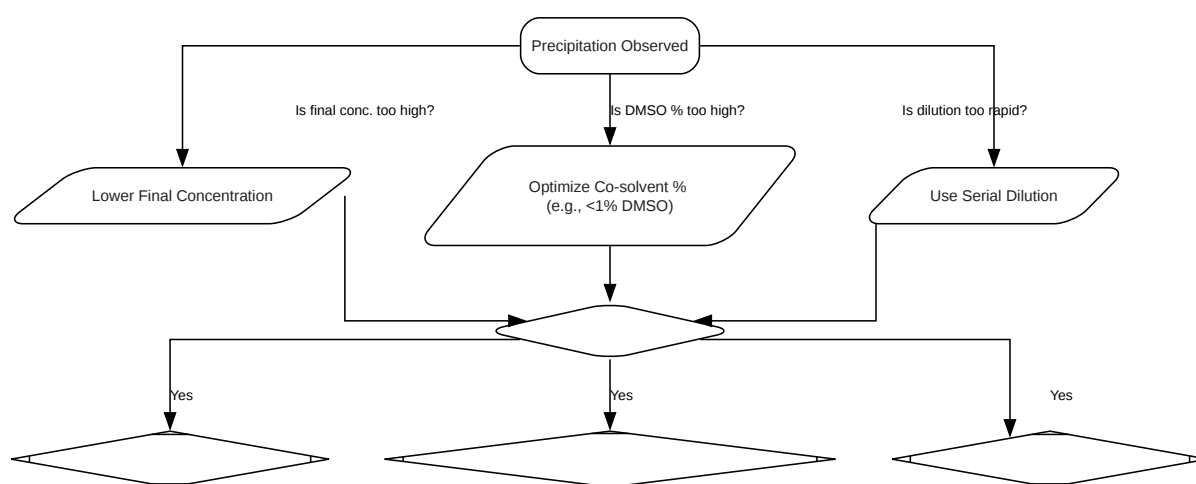 Precipitation Observed
Is final conc. too high?
Is DMSO % too high?
Is dilution too rapid?
Lower Final Concentration
Optimize Co-solvent %
(e.g., <1% DMSO)
Use Serial Dilution
Yes
Yes
Yes